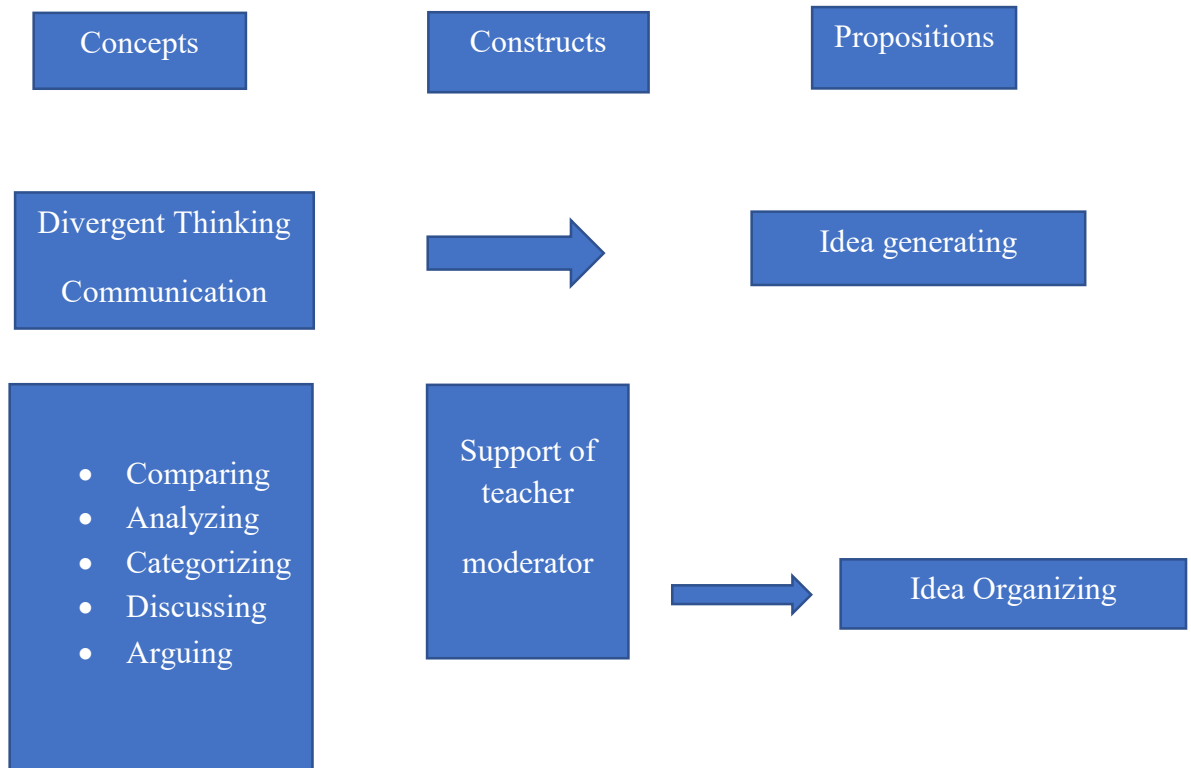 Concepts
Constructs
Propositions
Divergent Thinking
Communication
Idea generating
• Comparing
• Analyzing
• Categorizing
• Discussing
• Arguing
Support of
teacher
moderator
Idea Organizing